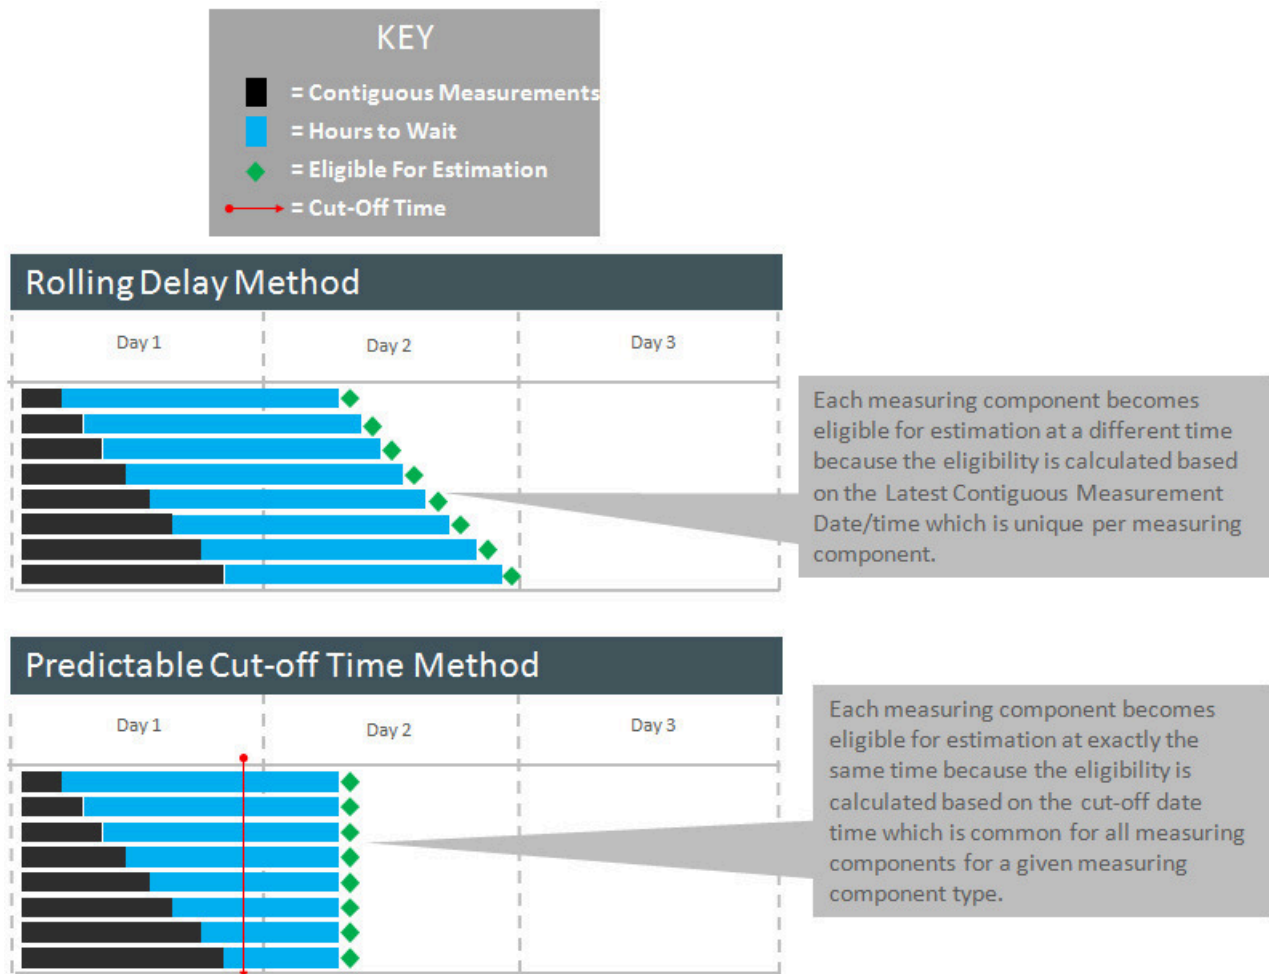 KEY
= Contiguous Measurements
= Hours to Wait
= Eligible For Estimation
= Cut-Off Time
Rolling Delay Method
Day 1
Day 2
Day 3
Each measuring component becomes
eligible for estimation at a different time
because the eligibility is calculated based
on the Latest Contiguous Measurement
Date/time which is unique per measuring
component.
Predictable Cut-off Time Method
Day 1
Day 2
Day 3
Each measuring component becomes
eligible for estimation at exactly the
same time because the eligibility is
calculated based on the cut-off date
time which is common for all measuring
components for a given measuring
component type.